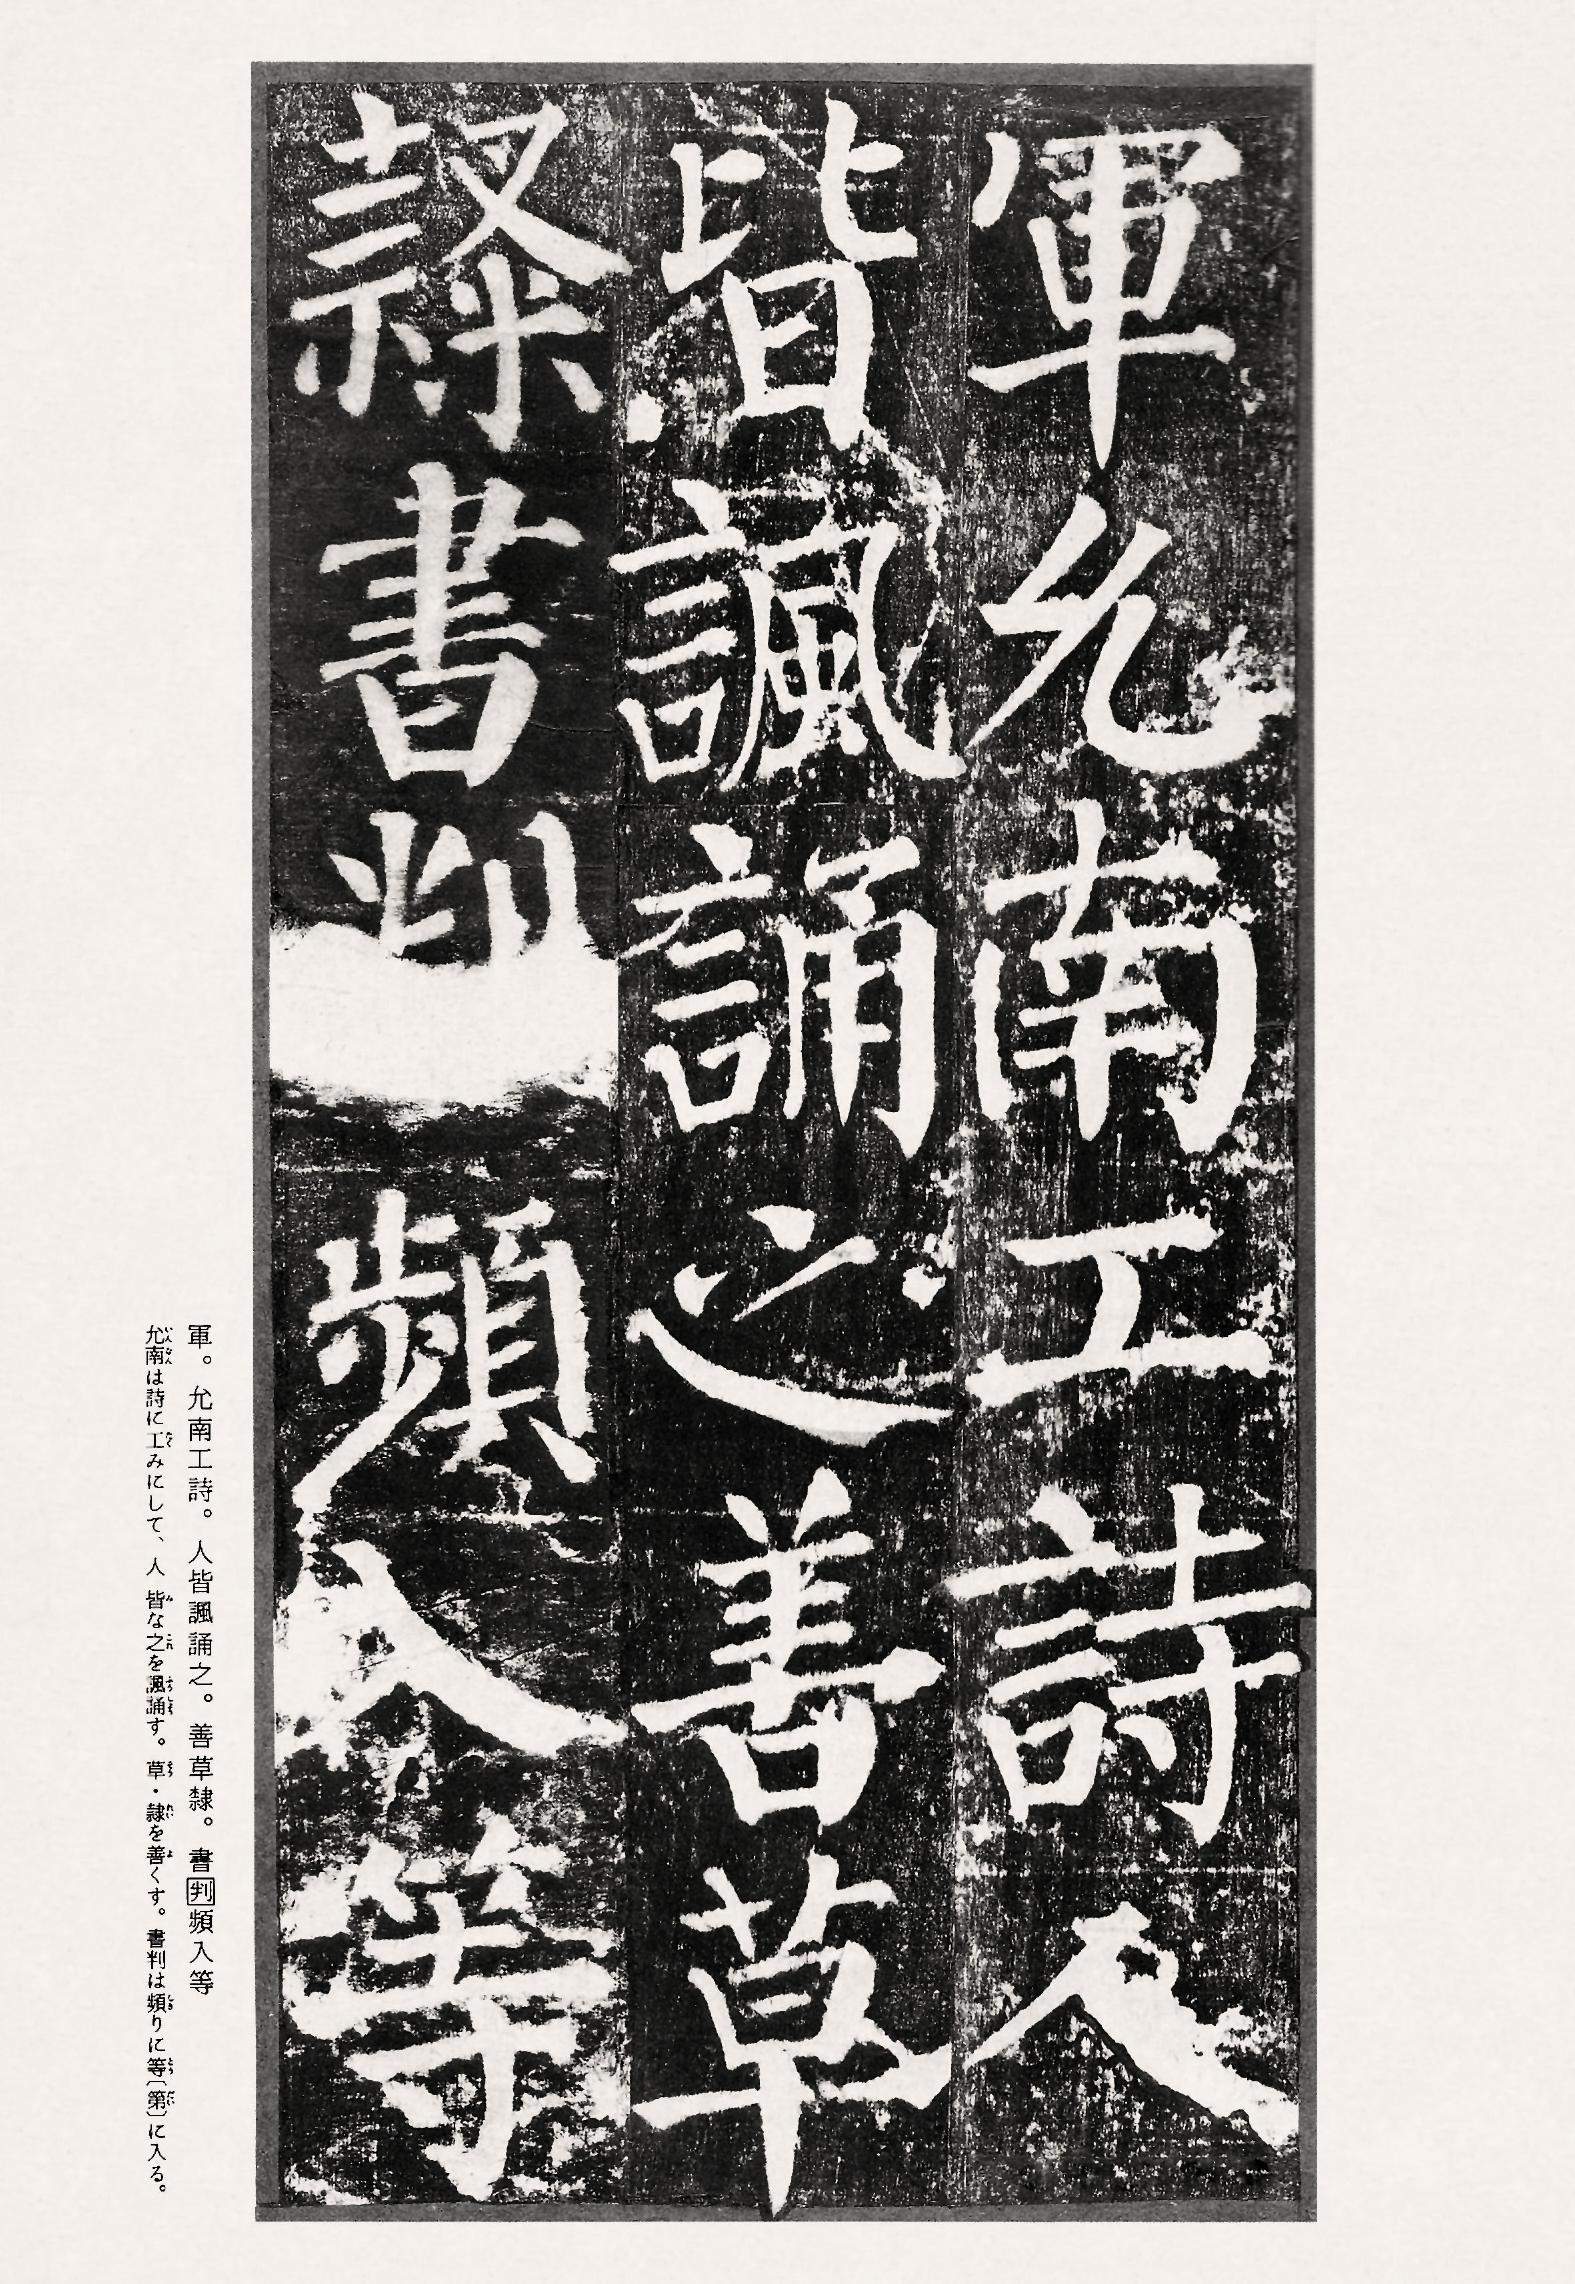 軍允南工詩人
皆諷誦之善草
隸書判頻入等
軍。允南工詩。人皆諷誦之。善草隸。書判頻入等
允南は詩に工みにして、人皆な之を諷誦す。草・隸を善くす。書判は頻りに等〔第〕に入る。